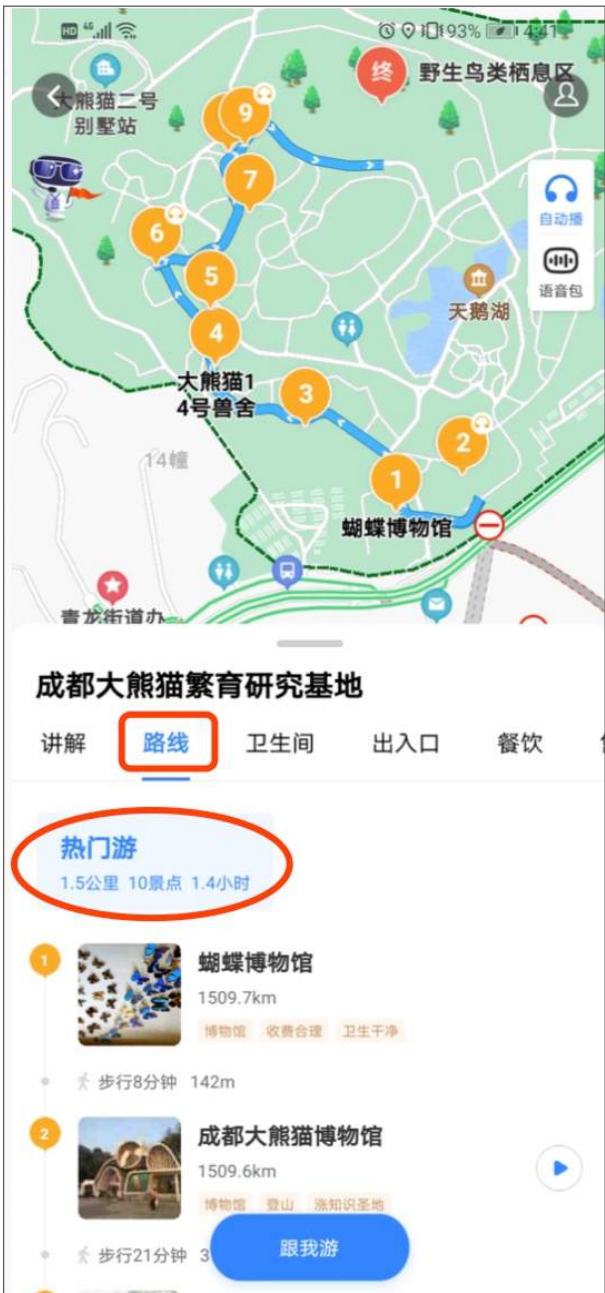 HD 4G 93% 4:41
终 野生鸟类栖息区
大熊猫二号
别墅站
9
7
自动播
6
语音包
5
天鹅湖
4
大熊猫1
4号兽舍
3
2
14幢
1
蝴蝶博物馆
青龙街道办
成都大熊猫繁育研究基地
讲解 路线 卫生间 出入口 餐饮
热门游
1.5公里 10景点 1.4小时
1
蝴蝶博物馆
1509.7km
博物馆 收费合理 卫生干净
步行8分钟 142m
2
成都大熊猫博物馆
1509.6km
博物馆 登山 涨知识圣地
步行21分钟 3
跟我游